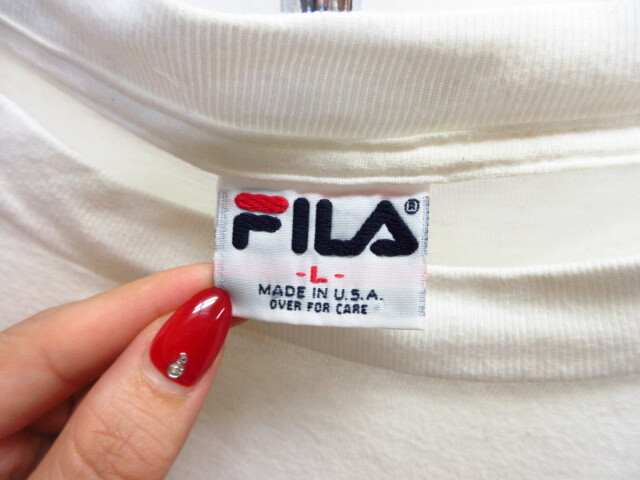 FILA®
-L-
MADE IN U.S.A.
OVER FOR CARE